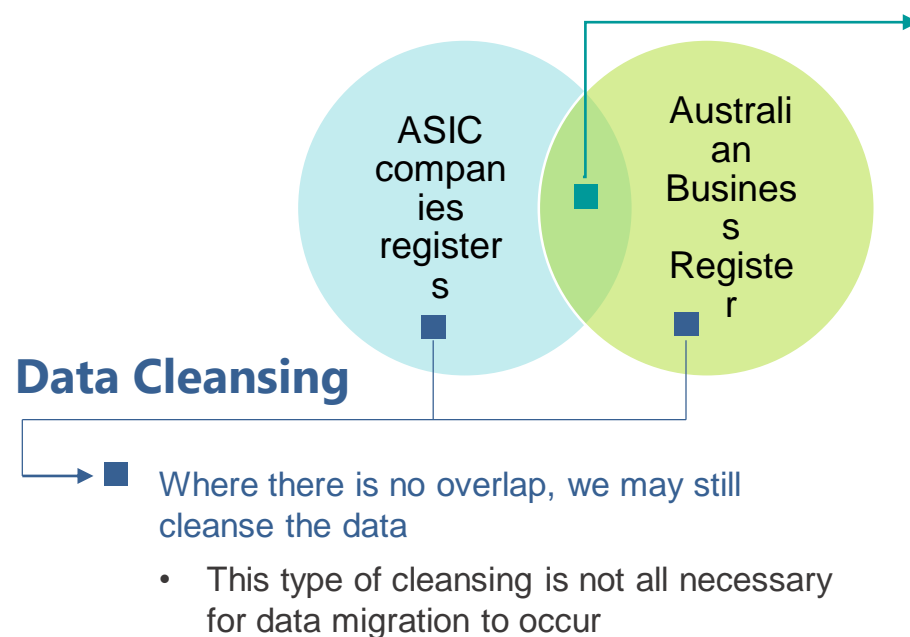 ASIC
compan
ies
register
s
Australi
an
Busines
s
Registe
r
Data Cleansing
Where there is no overlap, we may still
cleanse the data
• This type of cleansing is not all necessary
for data migration to occur